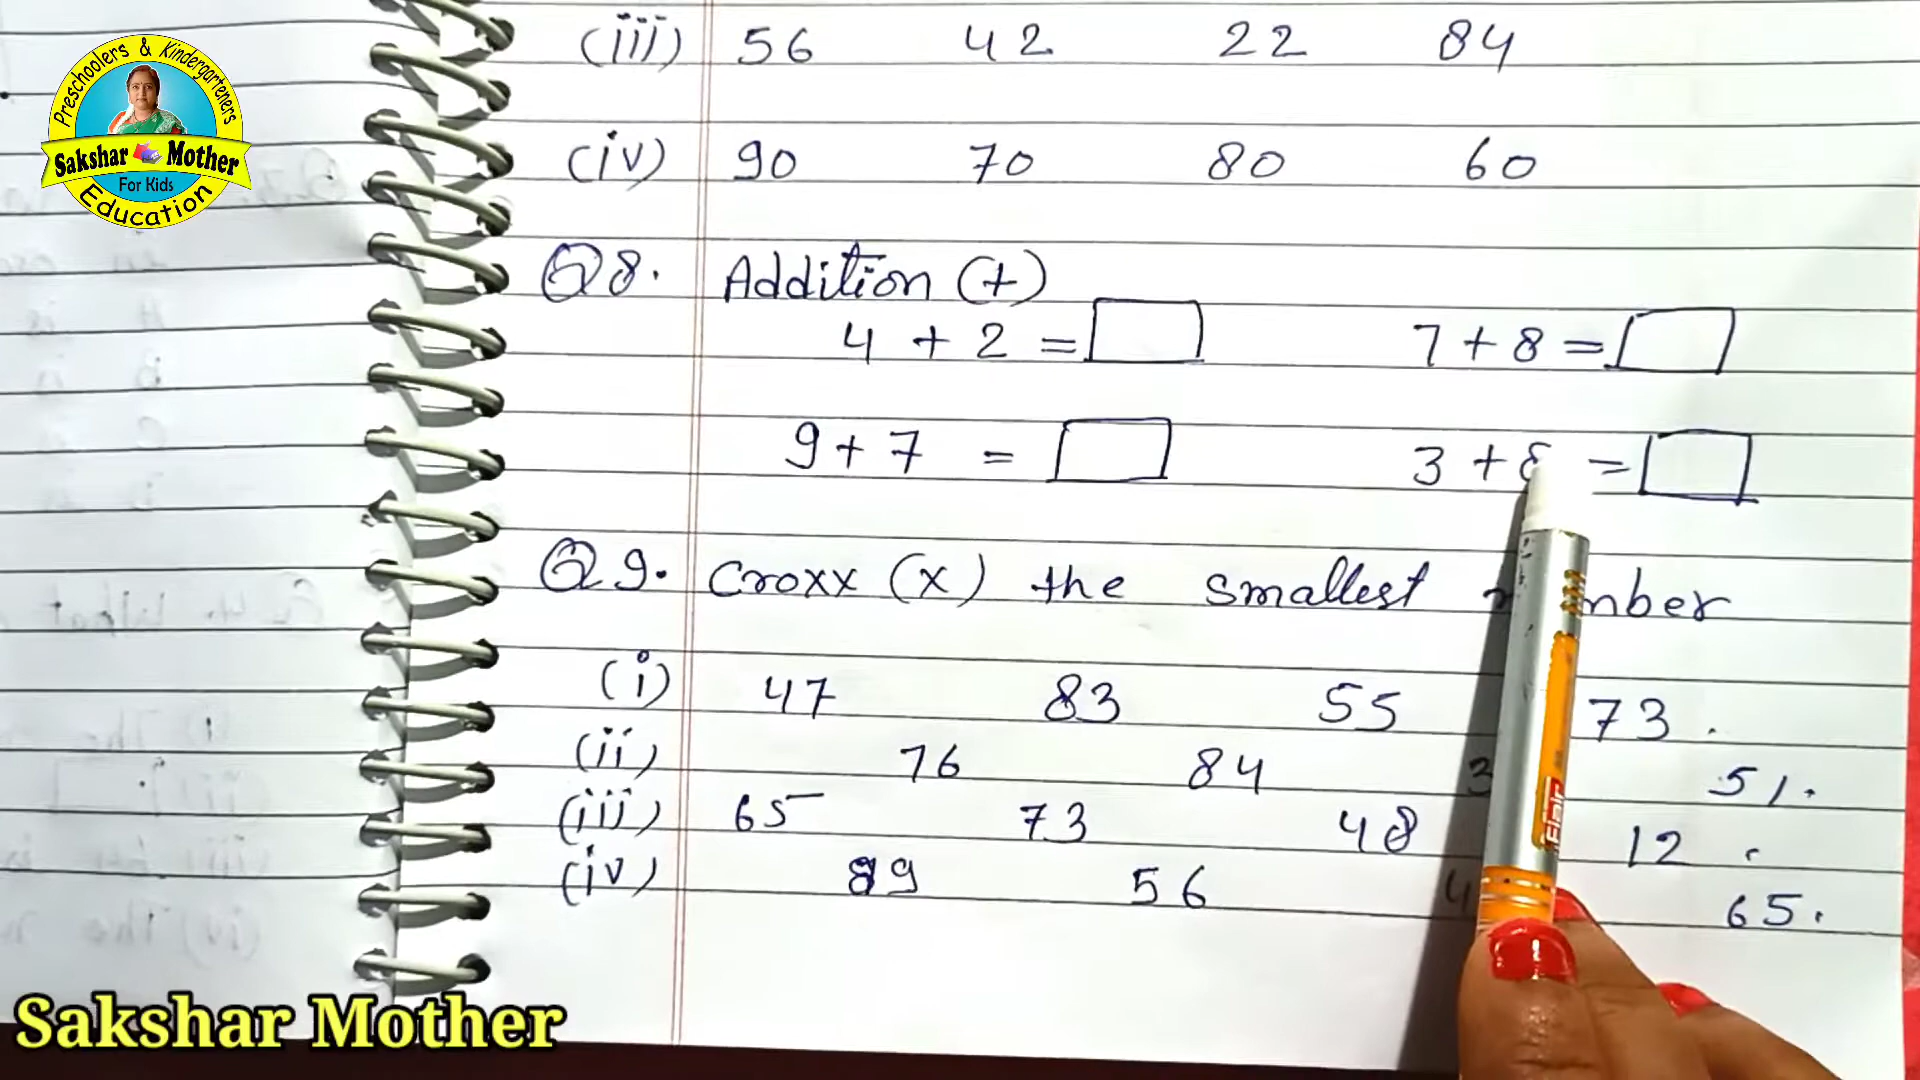 Preschoolers & Kindergarteners
Sakshar Mother
For Kids
Education
(iii) 56 42 22 84
(iv) 90 70 80 60
Q8. Addition (+)
4 + 2 = 7 + 8 =
9 + 7 = 3 + =
Q9. Croxx (x) the smallest
(i) 47 83 55 73.
(ii) 76 84 51.
(iii) 65 73 48 12.
(iv) 89 56 65.
Flair
Sakshar Mother